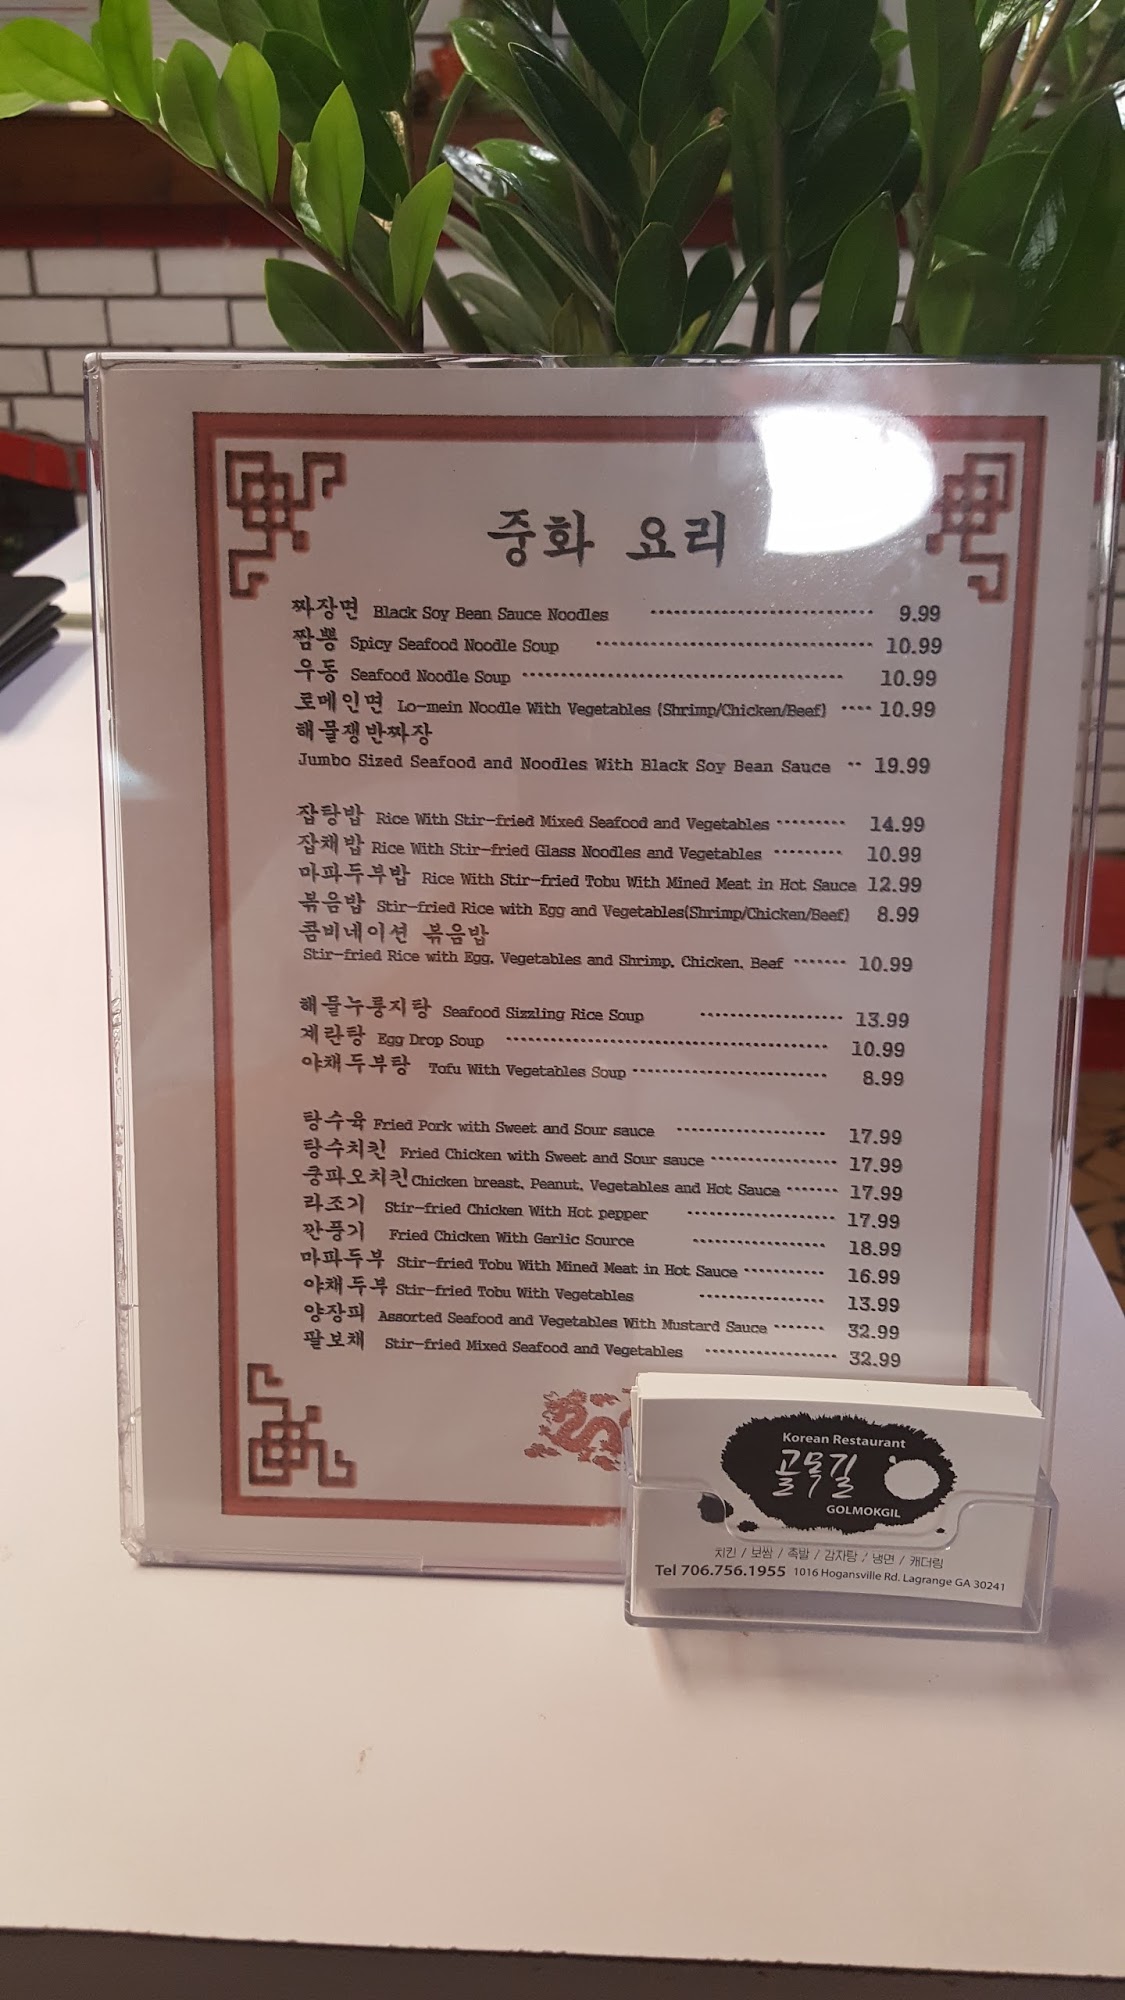 중화 요리
짜장면 Black Soy Bean Sauce Noodles 9.99
짬뽕 Spicy Seafood Noodle Soup 10.99
우동 Seafood Noodle Soup 10.99
로메인면 Lo-mein Noodle With Vegetables (Shrimp/Chicken/Beef) 10.99
해물쟁반짜장
Jumbo Sized Seafood and Noodles With Black Soy Bean Sauce 19.99
잡탕밥 Rice With Stir-fried Mixed Seafood and Vegetables 14.99
잡채밥 Rice With Stir-fried Glass Noodles and Vegetables 10.99
마파두부밥 Rice With Stir-fried Tobu With Mined Meat in Hot Sauce 12.99
볶음밥 Stir-fried Rice with Egg and Vegetables(Shrimp/Chicken/Beef) 8.99
콤비네이션 볶음밥
Stir-fried Rice with Egg, Vegetables and Shrimp, Chicken, Beef 10.99
해물누룽지탕 Seafood Sizzling Rice Soup 13.99
계란탕 Egg Drop Soup 10.99
야채두부탕 Tofu With Vegetables Soup 8.99
탕수육 Fried Pork with Sweet and Sour sauce 17.99
탕수치킨 Fried Chicken with Sweet and Sour sauce 17.99
쿵파오치킨 Chicken breast, Peanut, Vegetables and Hot Sauce 17.99
라조기 Stir-fried Chicken With Hot pepper 17.99
깐풍기 Fried Chicken With Garlic Source 18.99
마파두부 Stir-fried Tobu With Mined Meat in Hot Sauce 16.99
야채두부 Stir-fried Tobu With Vegetables 13.99
양장피 Assorted Seafood and Vegetables With Mustard Sauce 32.99
팔보채 Stir-fried Mixed Seafood and Vegetables 32.99
Korean Restaurant
골목길
GOLMOKGIL
치킨 / 보쌈 / 족발 / 감자탕 / 냉면 / 캐더링
Tel 706.756.1955 1016 Hogansville Rd. Lagrange GA 30241